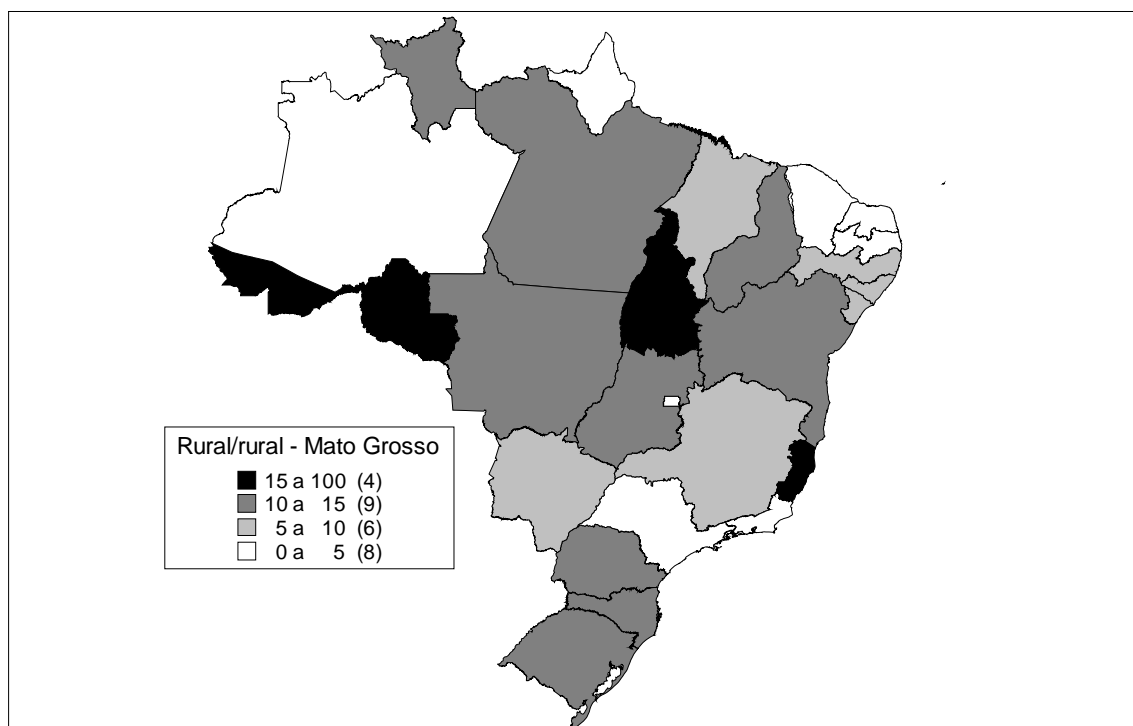 Rural/rural - Mato Grosso
15 a 100 (4)
10 a 15 (9)
5 a 10 (6)
0 a 5 (8)